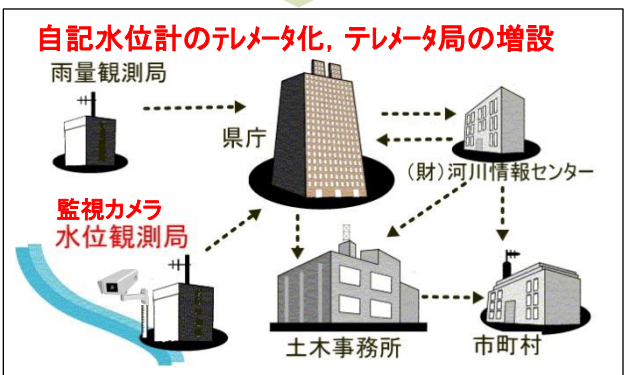 自記水位計のテレメータ化，テレメータ局の増設
雨量観測局
県庁
(財)河川情報センター
監視カメラ
水位観測局
土木事務所
市町村